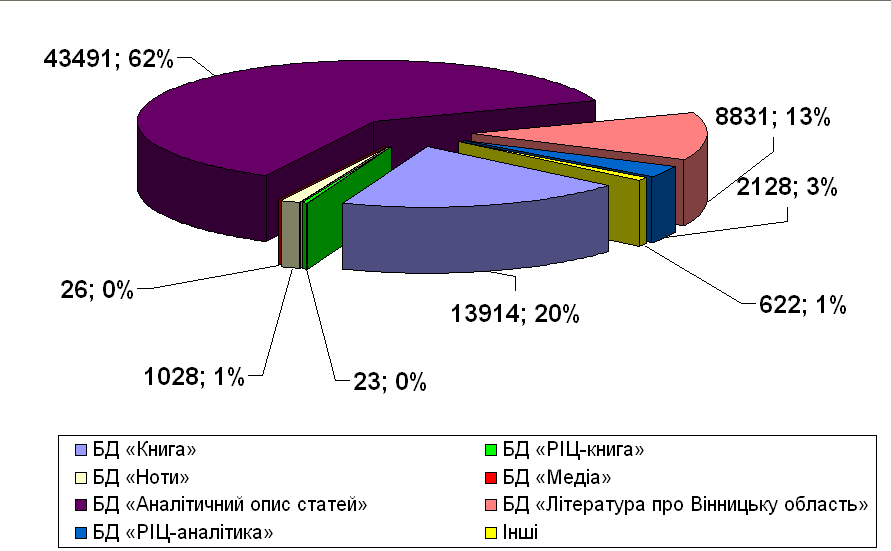 43491; 62%
8831; 13%
2128; 3%
26; 0%
622; 1%
13914; 20%
1028; 1%
23; 0%
БД «Книга»
БД «РІЦ-книга»
БД «Ноти»
БД «Медіа»
БД «Аналітичний опис статей»
БД «Література про Вінницьку область»
БД «РІЦ-аналітика»
Інші